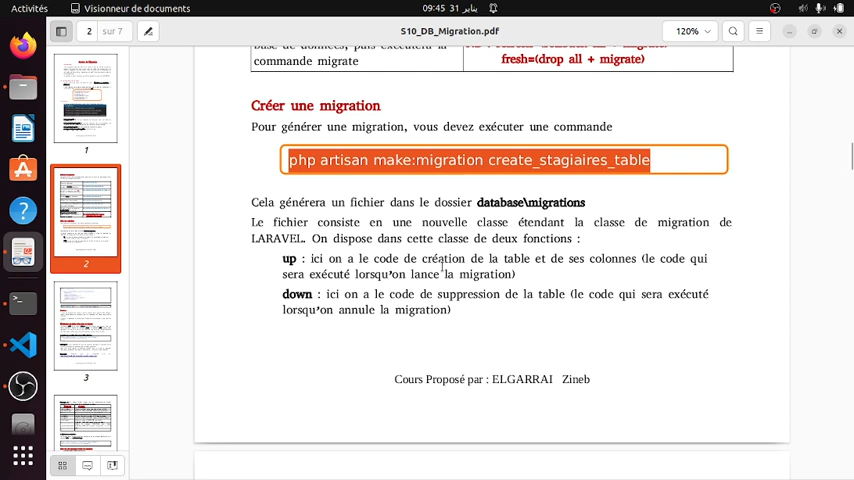 Activités
Visionneur de documents
09:45 31 يناير
2
sur 7
S10_DB_Migration.pdf
120%
commande migrate
fresh=(drop all + migrate)
Créer une migration
Pour générer une migration, vous devez exécuter une commande
php artisan make:migration create_stagiaires_table
Cela générera un fichier dans le dossier database\migrations
Le fichier consiste en une nouvelle classe étendant la classe de migration de
LARAVEL. On dispose dans cette classe de deux fonctions :
up : ici on a le code de création de la table et de ses colonnes (le code qui
sera exécuté lorsqu'on lance la migration)
down : ici on a le code de suppression de la table (le code qui sera exécuté
lorsqu'on annule la migration)
Cours Proposé par : ELGARRAI Zineb
1
2
3